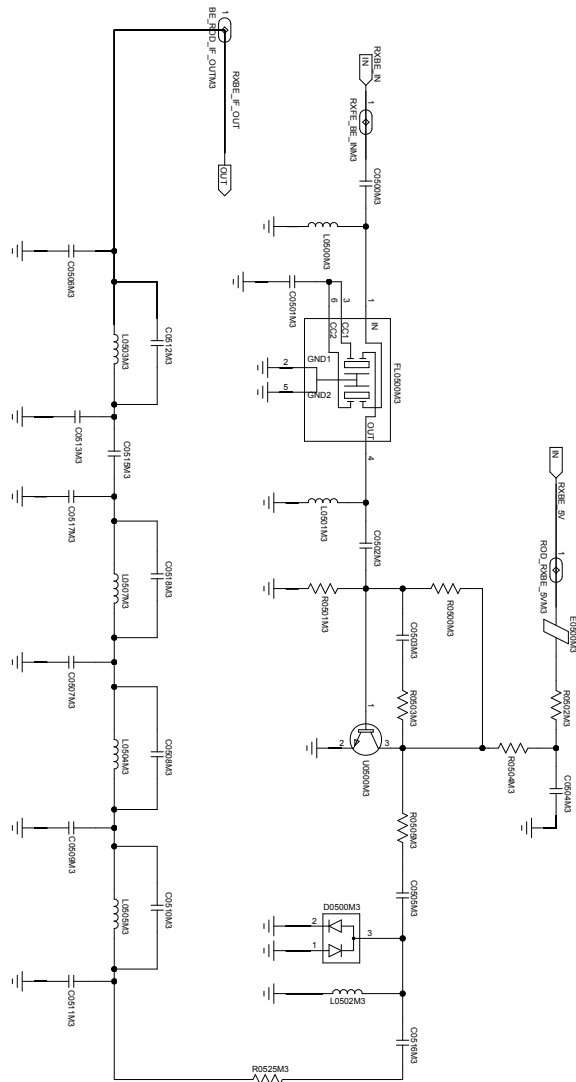 RXBE_IN
IN
1
RXFE_BE_INM3
C0500M3
L0500M3
C0501M3
6
3
1
CC2
CC1
IN
FL0500M3
GND1
GND2
2
5
OUT
4
L0501M3
C0502M3
R0501M3
R0500M3
C0503M3
R0503M3
1
2
3
U0500M3
IN
RXBE_5V
1
ROD_RXBE_5VM3
E0500M3
R0502M3
R0504M3
C0504M3
R0505M3
C0505M3
D0500M3
2
1
3
L0502M3
C0516M3
R0525M3
1
BE_ROD_IF_OUTM3
RXBE_IF_OUT
OUT
C0506M3
C0512M3
L0503M3
C0513M3
C0515M3
C0517M3
C0518M3
L0507M3
C0507M3
C0508M3
L0504M3
C0509M3
C0510M3
L0505M3
C0511M3